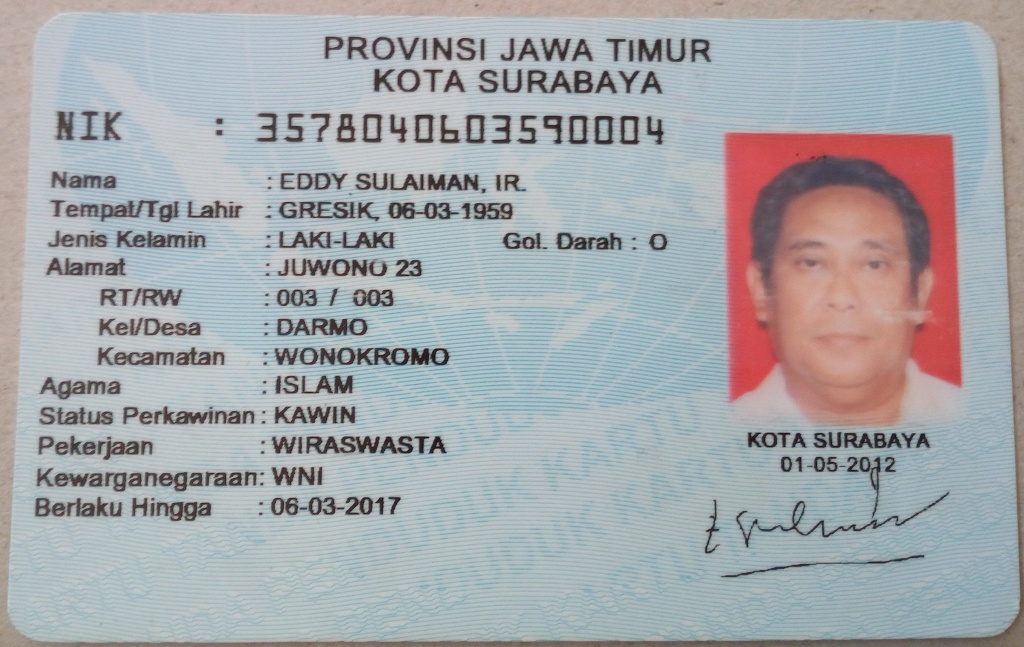 PROVINSI JAWA TIMUR
KOTA SURABAYA
NIK : 3578040603590004
Nama : EDDY SULAIMAN, IR.
Tempat/Tgl Lahir : GRESIK, 06-03-1959
Jenis Kelamin : LAKI-LAKI Gol. Darah : O
Alamat : JUWONO 23
RT/RW : 003 / 003
Kel/Desa : DARMO
Kecamatan : WONOKROMO
Agama : ISLAM
Status Perkawinan : KAWIN
Pekerjaan : WIRASWASTA
Kewarganegaraan: WNI
Berlaku Hingga : 06-03-2017
KOTA SURABAYA
01-05-2012